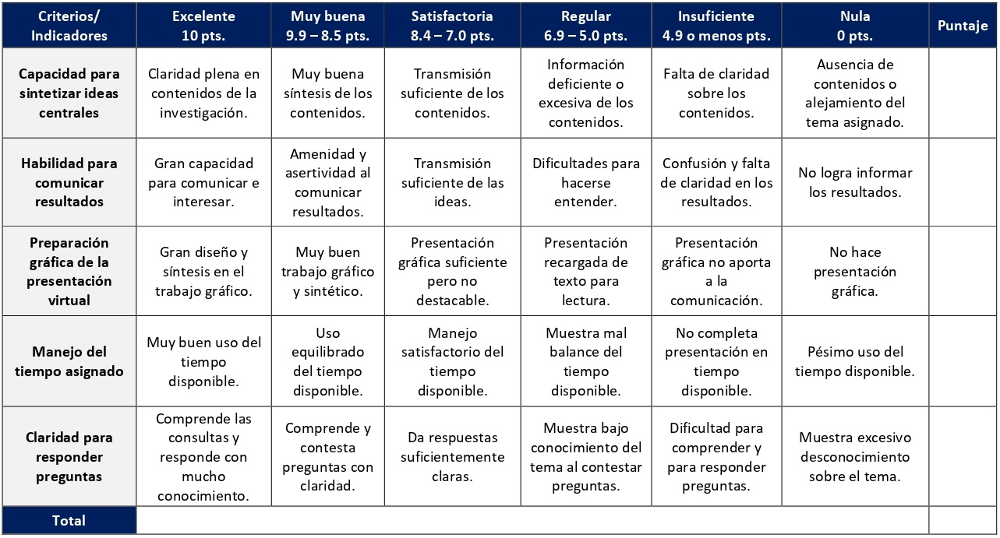 Criterios/
Indicadores
Excelente
10 pts.
Muy buena
9.9 – 8.5 pts.
Satisfactoria
8.4 – 7.0 pts.
Regular
6.9 – 5.0 pts.
Insuficiente
4.9 o menos pts.
Nula
0 pts.
Puntaje
Capacidad para
sintetizar ideas
centrales
Claridad plena en
contenidos de la
investigación.
Muy buena
síntesis de los
contenidos.
Transmisión
suficiente de los
contenidos.
Información
deficiente o
excesiva de los
contenidos.
Falta de claridad
sobre los
contenidos.
Ausencia de
contenidos o
alejamiento del
tema asignado.
Habilidad para
comunicar
resultados
Gran capacidad
para comunicar e
interesar.
Amenidad y
asertividad al
comunicar
resultados.
Transmisión
suficiente de las
ideas.
Dificultades para
hacerse
entender.
Confusión y falta
de claridad en los
resultados.
No logra informar
los resultados.
Preparación
gráfica de la
presentación
virtual
Gran diseño y
síntesis en el
trabajo gráfico.
Muy buen
trabajo gráfico
y sintético.
Presentación
gráfica suficiente
pero no
destacable.
Presentación
recargada de
texto para
lectura.
Presentación
gráfica no aporta
a la
comunicación.
No hace
presentación
gráfica.
Manejo del
tiempo asignado
Muy buen uso del
tiempo
disponible.
Uso
equilibrado
del tiempo
disponible.
Manejo
satisfactorio del
tiempo
disponible.
Muestra mal
balance del
tiempo
disponible.
No completa
presentación en
tiempo
disponible.
Pésimo uso del
tiempo disponible.
Claridad para
responder
preguntas
Comprende las
consultas y
responde con
mucho
conocimiento.
Comprende y
contesta
preguntas con
claridad.
Da respuestas
suficientemente
claras.
Muestra bajo
conocimiento del
tema al contestar
preguntas.
Dificultad para
comprender y
para responder
preguntas.
Muestra excesivo
desconocimiento
sobre el tema.
Total